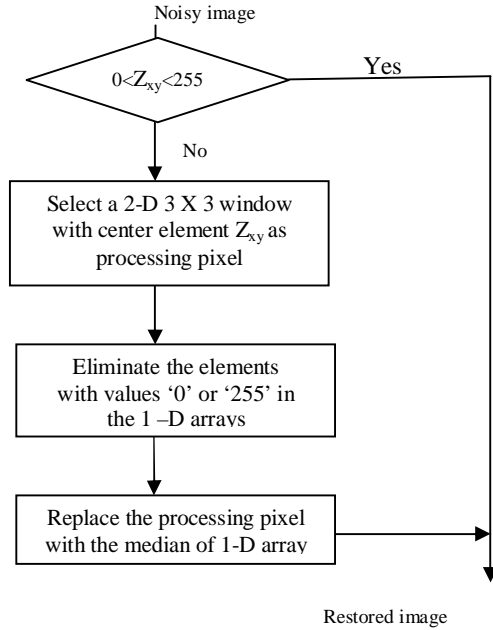 Noisy image
0<Z_xy<255
Yes
No
Select a 2-D 3 X 3 window
with center element Z_xy as
processing pixel
Eliminate the elements
with values ‘0’ or ‘255’ in
the 1 –D arrays
Replace the processing pixel
with the median of 1-D array
Restored image